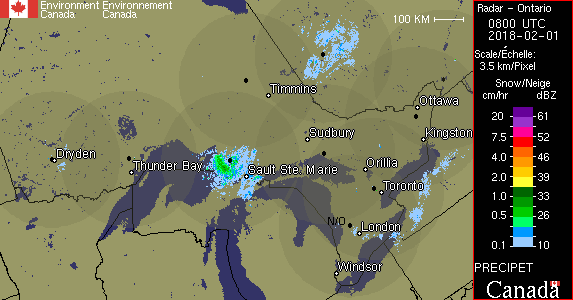 Environment Environnement
Canada Canada
100 KM
Radar - Ontario
0800 UTC
2018-02-01
Scale/Échelle:
3.5 km/Pixel
Snow/Neige
cm/hr dBZ
20 61
7.5 52
4.0 46
2.0 39
1.0 33
0.5 26
0.1 10
PRECIPET
Canada
Timmins
Ottawa
Sudbury
Kingston
Dryden
Thunder Bay
Sault Ste. Marie
Orillia
Toronto
N/O
London
Windsor